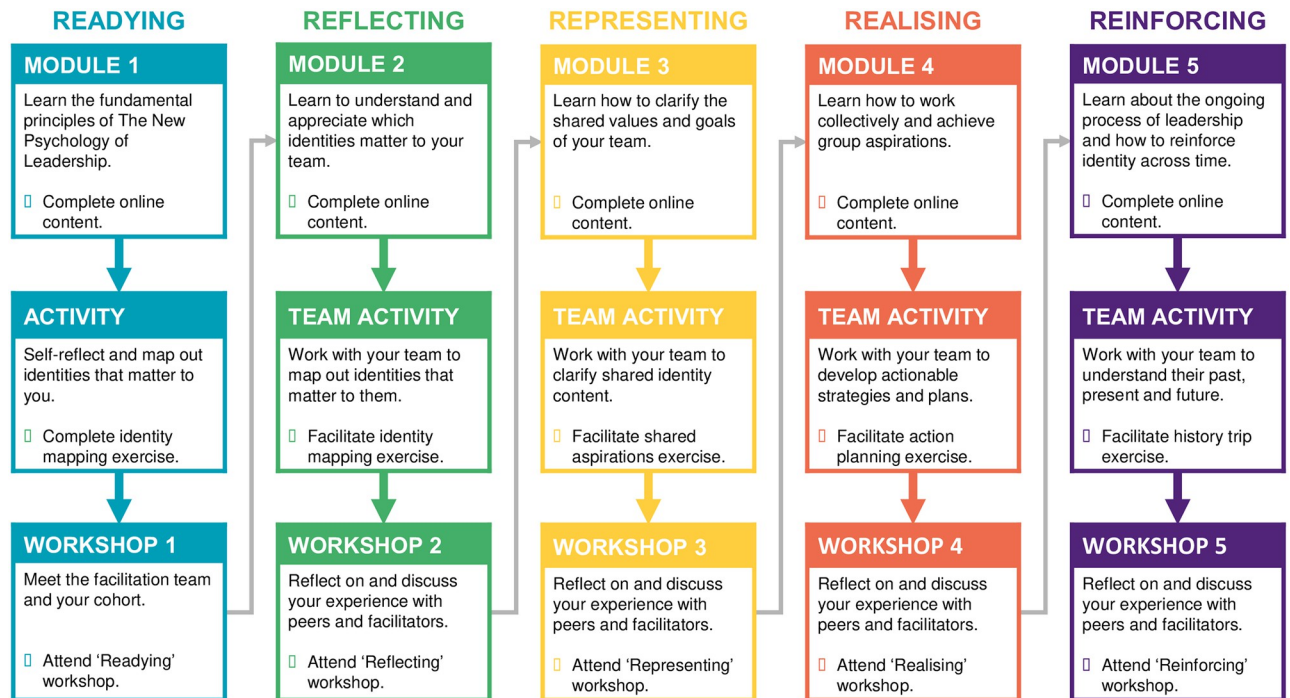 READYING
MODULE 1
Learn the fundamental
principles of The New
Psychology of
Leadership.
Complete online
content.
ACTIVITY
Self-reflect and map out
identities that matter to
you.
Complete identity
mapping exercise.
WORKSHOP 1
Meet the facilitation team
and your cohort.
Attend ‘Readying’
workshop.
REFLECTING
MODULE 2
Learn to understand and
appreciate which
identities matter to your
team.
Complete online
content.
TEAM ACTIVITY
Work with your team to
map out identities that
matter to them.
Facilitate identity
mapping exercise.
WORKSHOP 2
Reflect on and discuss
your experience with
peers and facilitators.
Attend ‘Reflecting’
workshop.
REPRESENTING
MODULE 3
Learn how to clarify the
shared values and goals
of your team.
Complete online
content.
TEAM ACTIVITY
Work with your team to
clarify shared identity
content.
Facilitate shared
aspirations exercise.
WORKSHOP 3
Reflect on and discuss
your experience with
peers and facilitators.
Attend ‘Representing’
workshop.
REALISING
MODULE 4
Learn how to work
collectively and achieve
group aspirations.
Complete online
content.
TEAM ACTIVITY
Work with your team to
develop actionable
strategies and plans.
Facilitate action
planning exercise.
WORKSHOP 4
Reflect on and discuss
your experience with
peers and facilitators.
Attend ‘Realising’
workshop.
REINFORCING
MODULE 5
Learn about the ongoing
process of leadership
and how to reinforce
identity across time.
Complete online
content.
TEAM ACTIVITY
Work with your team to
understand their past,
present and future.
Facilitate history trip
exercise.
WORKSHOP 5
Reflect on and discuss
your experience with
peers and facilitators.
Attend ‘Reinforcing’
workshop.